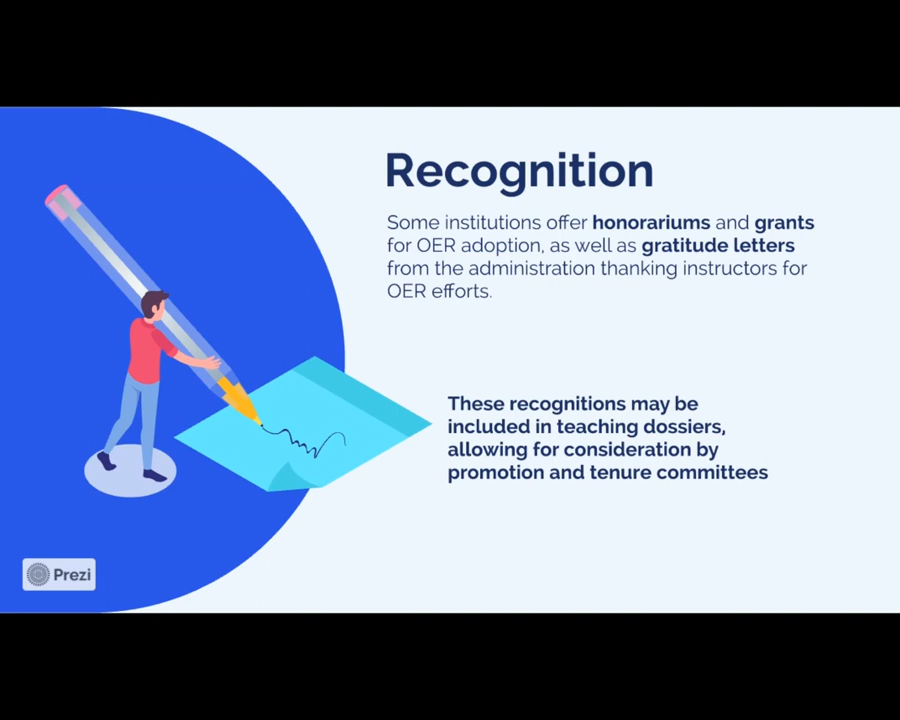 Recognition
Some institutions offer honorariums and grants
for OER adoption, as well as gratitude letters
from the administration thanking instructors for
OER efforts.
These recognitions may be
included in teaching dossiers,
allowing for consideration by
promotion and tenure committees
Prezi